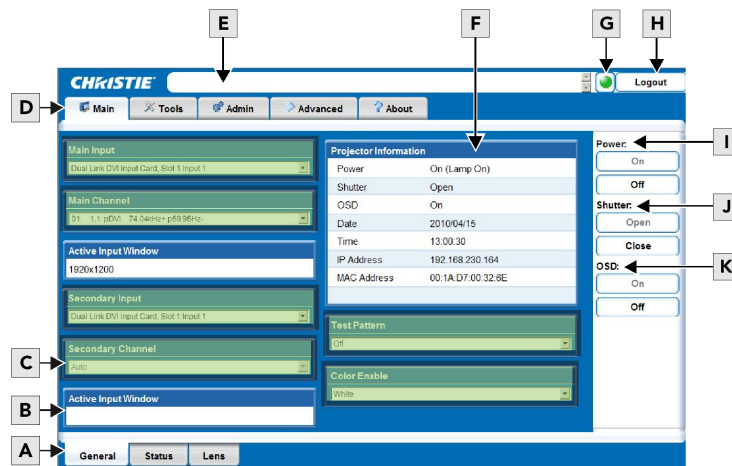 E
F
G
H
CHRISTIE
Logout
D
Main
Tools
Admin
Advanced
About
Main Input
Dual Link DVI Input Card, Slot 1 Input 1
Main Channel
01. 1,1 pDVI 74.04kHz+ p59.95Hz-
Active Input Window
1920x1200
Secondary Input
Dual Link DVI Input Card, Slot 1 Input 1
C
Secondary Channel
Auto
B
Active Input Window
Projector Information
Power On (Lamp On)
Shutter Open
OSD On
Date 2010/04/15
Time 13:00:30
IP Address 192.168.230.164
MAC Address 00:1A:D7:00:32:6E
Test Pattern
Off
Color Enable
White
Power:
I
On
Off
Shutter:
J
Open
Close
OSD:
K
On
Off
A
General
Status
Lens